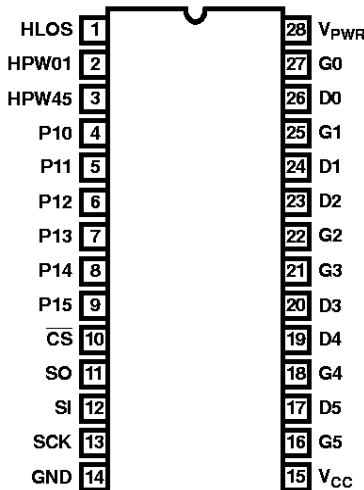 HLOS 1 28 VPWR
HPW01 2 27 G0
HPW45 3 26 D0
P10 4 25 G1
P11 5 24 D1
P12 6 23 D2
P13 7 22 G2
P14 8 21 G3
P15 9 20 D3
C̅S̅ 10 19 D4
SO 11 18 G4
SI 12 17 D5
SCK 13 16 G5
GND 14 15 VCC